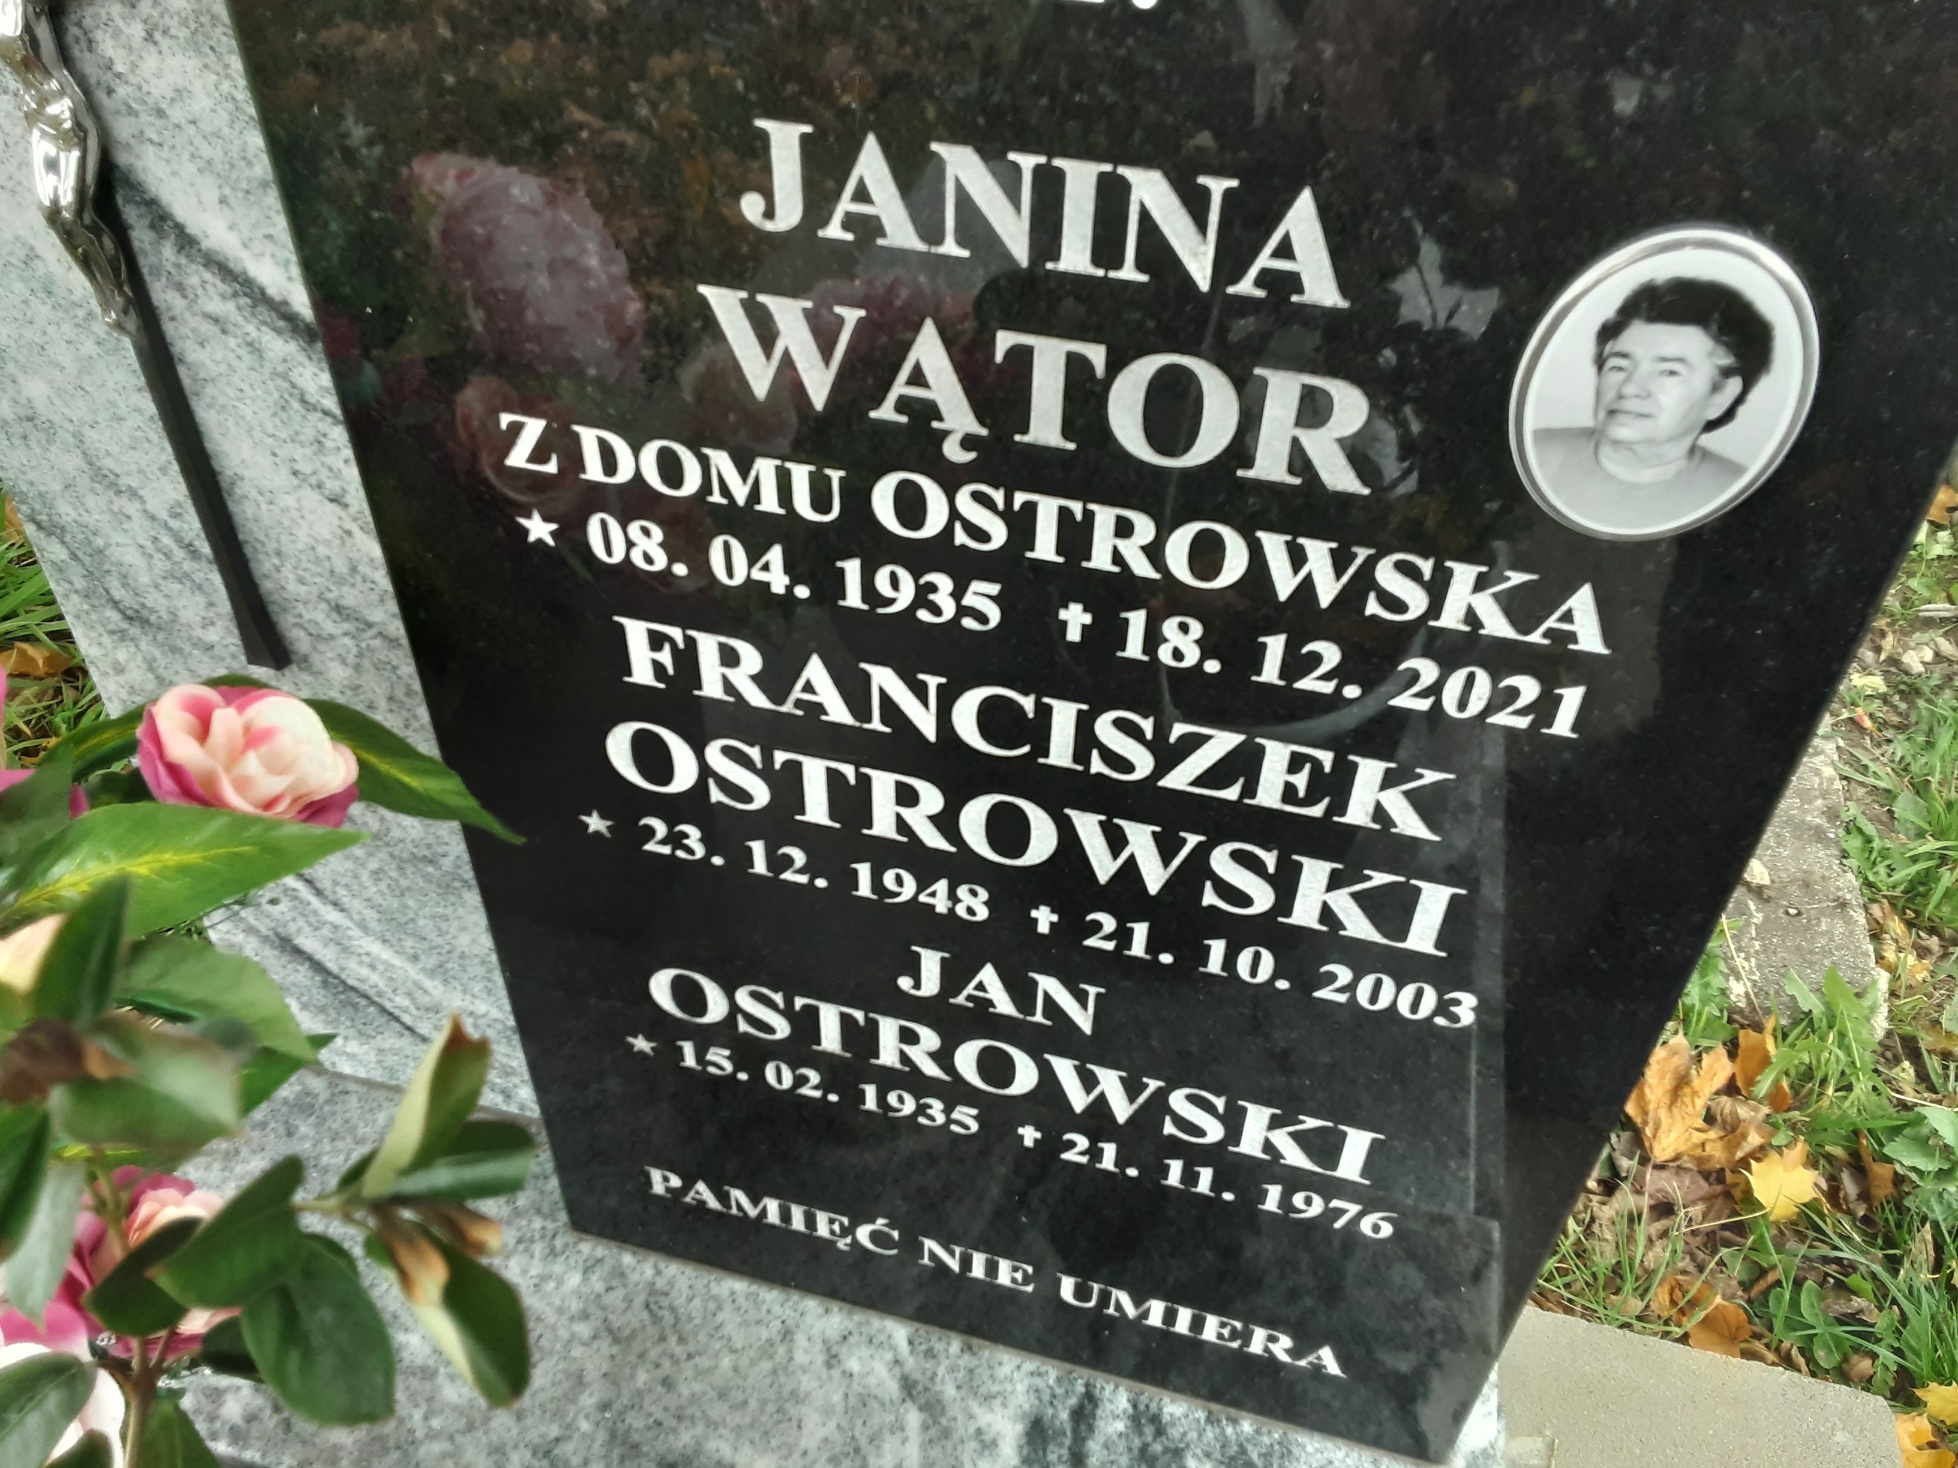 JANINA
WĄTOR
Z DOMU OSTROWSKA
★ 08. 04. 1935 ✝ 18. 12. 2021
FRANCISZEK
OSTROWSKI
★ 23. 12. 1948 ✝ 21. 10. 2003
JAN
OSTROWSKI
★ 15. 02. 1935 ✝ 21. 11. 1976
PAMIĘĆ NIE UMIERA